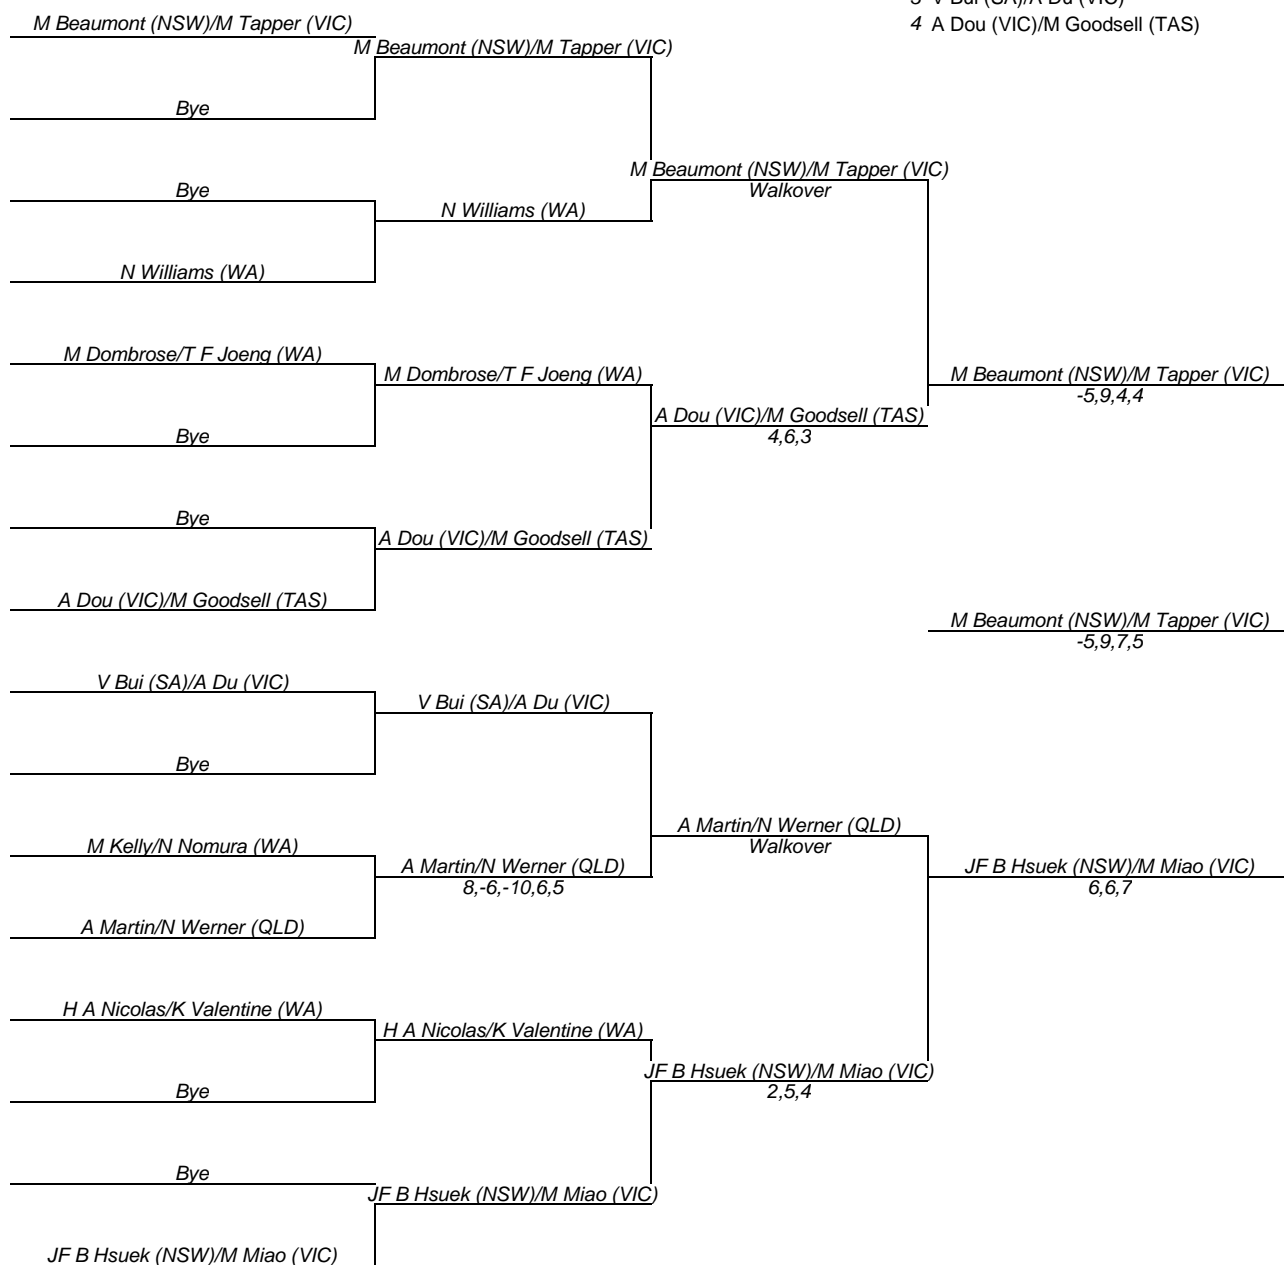 3 V Bui (SA)/A Du (VIC)
4 A Dou (VIC)/M Goodsell (TAS)
M Beaumont (NSW)/M Tapper (VIC)
M Beaumont (NSW)/M Tapper (VIC)
Bye
M Beaumont (NSW)/M Tapper (VIC)
Walkover
Bye
N Williams (WA)
N Williams (WA)
M Dombrose/T F Joeng (WA)
M Dombrose/T F Joeng (WA)
M Beaumont (NSW)/M Tapper (VIC)
-5,9,4,4
A Dou (VIC)/M Goodsell (TAS)
4,6,3
Bye
Bye
A Dou (VIC)/M Goodsell (TAS)
A Dou (VIC)/M Goodsell (TAS)
M Beaumont (NSW)/M Tapper (VIC)
-5,9,7,5
V Bui (SA)/A Du (VIC)
V Bui (SA)/A Du (VIC)
Bye
A Martin/N Werner (QLD)
Walkover
M Kelly/N Nomura (WA)
A Martin/N Werner (QLD)
8,-6,-10,6,5
JF B Hsuek (NSW)/M Miao (VIC)
6,6,7
A Martin/N Werner (QLD)
H A Nicolas/K Valentine (WA)
H A Nicolas/K Valentine (WA)
JF B Hsuek (NSW)/M Miao (VIC)
2,5,4
Bye
Bye
JF B Hsuek (NSW)/M Miao (VIC)
JF B Hsuek (NSW)/M Miao (VIC)